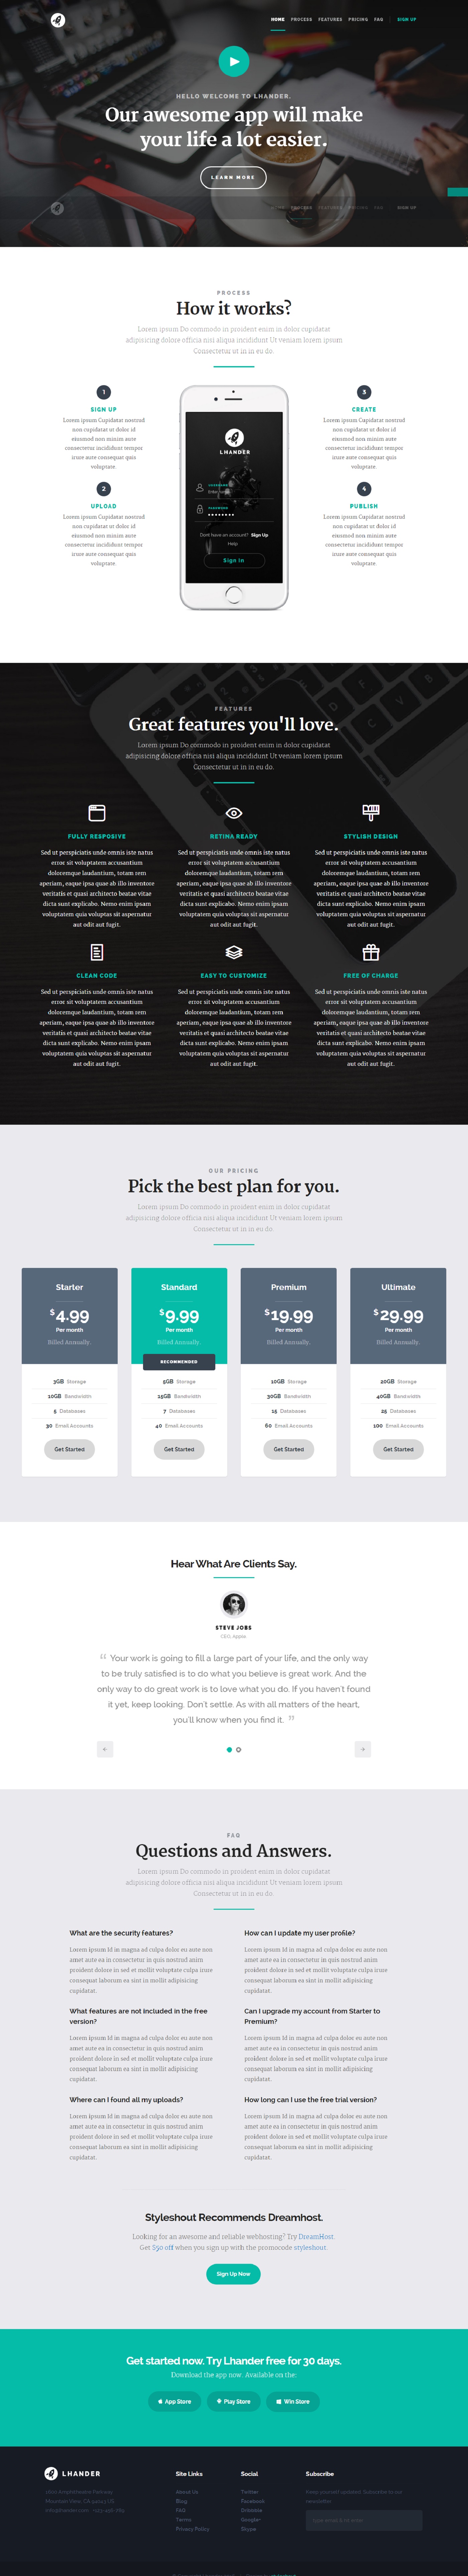 HOME PROCESS FEATURES PRICING FAQ SIGN UP
HELLO WELCOME TO LHANDER.
Our awesome app will make
your life a lot easier.
LEARN MORE
PROCESS FEATURES PRICING FAQ SIGN UP
PROCESS
How it works?
Lorem ipsum Do commodo in proident enim in dolor cupidatat
adipisicing dolore officia nisi aliqua incididunt Ut veniam lorem ipsum
Consectetur ut in in eu do.
1
SIGN UP
Lorem ipsum Cupidatat nostrud
non cupidatat ut dolor id
eiusmod non minim aute
consectetur incididunt tempor
irure aute consequat quis
voluptate.
2
UPLOAD
Lorem ipsum Cupidatat nostrud
non cupidatat ut dolor id
eiusmod non minim aute
consectetur incididunt tempor
irure aute consequat quis
voluptate.
LHANDER
USERNAME
PASSWORD
Dont have an account? Sign Up
Help
Sign In
3
CREATE
Lorem ipsum Cupidatat nostrud
non cupidatat ut dolor id
eiusmod non minim aute
consectetur incididunt tempor
irure aute consequat quis
voluptate.
4
PUBLISH
Lorem ipsum Cupidatat nostrud
non cupidatat ut dolor id
eiusmod non minim aute
consectetur incididunt tempor
irure aute consequat quis
voluptate.
FEATURES
Great features you'll love.
Lorem ipsum Do commodo in proident enim in dolor cupidatat
adipisicing dolore officia nisi aliqua incididunt Ut veniam lorem ipsum
Consectetur ut in in eu do.
FULLY RESPOSIVE
Sed ut perspiciatis unde omnis iste natus
error sit voluptatem accusantium
doloremque laudantium, totam rem
aperiam, eaque ipsa quae ab illo inventore
veritatis et quasi architecto beatae vitae
dicta sunt explicabo. Nemo enim ipsam
voluptatem quia voluptas sit aspernatur
aut odit aut fugit.
RETINA READY
Sed ut perspiciatis unde omnis iste natus
error sit voluptatem accusantium
doloremque laudantium, totam rem
aperiam, eaque ipsa quae ab illo inventore
veritatis et quasi architecto beatae vitae
dicta sunt explicabo. Nemo enim ipsam
voluptatem quia voluptas sit aspernatur
aut odit aut fugit.
STYLISH DESIGN
Sed ut perspiciatis unde omnis iste natus
error sit voluptatem accusantium
doloremque laudantium, totam rem
aperiam, eaque ipsa quae ab illo inventore
veritatis et quasi architecto beatae vitae
dicta sunt explicabo. Nemo enim ipsam
voluptatem quia voluptas sit aspernatur
aut odit aut fugit.
CLEAN CODE
Sed ut perspiciatis unde omnis iste natus
error sit voluptatem accusantium
doloremque laudantium, totam rem
aperiam, eaque ipsa quae ab illo inventore
veritatis et quasi architecto beatae vitae
dicta sunt explicabo. Nemo enim ipsam
voluptatem quia voluptas sit aspernatur
aut odit aut fugit.
EASY TO CUSTOMIZE
Sed ut perspiciatis unde omnis iste natus
error sit voluptatem accusantium
doloremque laudantium, totam rem
aperiam, eaque ipsa quae ab illo inventore
veritatis et quasi architecto beatae vitae
dicta sunt explicabo. Nemo enim ipsam
voluptatem quia voluptas sit aspernatur
aut odit aut fugit.
FREE OF CHARGE
Sed ut perspiciatis unde omnis iste natus
error sit voluptatem accusantium
doloremque laudantium, totam rem
aperiam, eaque ipsa quae ab illo inventore
veritatis et quasi architecto beatae vitae
dicta sunt explicabo. Nemo enim ipsam
voluptatem quia voluptas sit aspernatur
aut odit aut fugit.
OUR PRICING
Pick the best plan for you.
Lorem ipsum Do commodo in proident enim in dolor cupidatat
adipisicing dolore officia nisi aliqua incididunt Ut veniam lorem ipsum
Consectetur ut in in eu do.
Starter
$4.99
Per month
Billed Annually.
3GB Storage
10GB Bandwidth
5 Databases
30 Email Accounts
Get Started
Standard
$9.99
Per month
Billed Annually.
RECOMMENDED
5GB Storage
15GB Bandwidth
7 Databases
40 Email Accounts
Get Started
Premium
$19.99
Per month
Billed Annually.
10GB Storage
30GB Bandwidth
15 Databases
60 Email Accounts
Get Started
Ultimate
$29.99
Per month
Billed Annually.
20GB Storage
40GB Bandwidth
25 Databases
100 Email Accounts
Get Started
Hear What Are Clients Say.
STEVE JOBS
CEO, Apple.
“ Your work is going to fill a large part of your life, and the only way
to be truly satisfied is to do what you believe is great work. And the
only way to do great work is to love what you do. If you haven't found
it yet, keep looking. Don't settle. As with all matters of the heart,
you'll know when you find it. ”
FAQ
Questions and Answers.
Lorem ipsum Do commodo in proident enim in dolor cupidatat
adipisicing dolore officia nisi aliqua incididunt Ut veniam lorem ipsum
Consectetur ut in in eu do.
What are the security features?
Lorem ipsum Id in magna ad culpa dolor eu aute non
amet aute ea in consectetur in quis nostrud anim
proident dolore in sed et mollit voluptate culpa irure
consequat laborum ea sint in mollit adipisicing
cupidatat.
How can I update my user profile?
Lorem ipsum Id in magna ad culpa dolor eu aute non
amet aute ea in consectetur in quis nostrud anim
proident dolore in sed et mollit voluptate culpa irure
consequat laborum ea sint in mollit adipisicing
cupidatat.
What features are not included in the free
version?
Lorem ipsum Id in magna ad culpa dolor eu aute non
amet aute ea in consectetur in quis nostrud anim
proident dolore in sed et mollit voluptate culpa irure
consequat laborum ea sint in mollit adipisicing
cupidatat.
Can I upgrade my account from Starter to
Premium?
Lorem ipsum Id in magna ad culpa dolor eu aute non
amet aute ea in consectetur in quis nostrud anim
proident dolore in sed et mollit voluptate culpa irure
consequat laborum ea sint in mollit adipisicing
cupidatat.
Where can I found all my uploads?
Lorem ipsum Id in magna ad culpa dolor eu aute non
amet aute ea in consectetur in quis nostrud anim
proident dolore in sed et mollit voluptate culpa irure
consequat laborum ea sint in mollit adipisicing
cupidatat.
How long can I use the free trial version?
Lorem ipsum Id in magna ad culpa dolor eu aute non
amet aute ea in consectetur in quis nostrud anim
proident dolore in sed et mollit voluptate culpa irure
consequat laborum ea sint in mollit adipisicing
cupidatat.
Styleshout Recommends Dreamhost.
Looking for an awesome and reliable webhosting? Try DreamHost.
Get $50 off when you sign up with the promocode styleshout.
Sign Up Now
Get started now. Try Lhander free for 30 days.
Download the app now. Available on the:
App Store
Play Store
Win Store
LHANDER
1600 Amphitheatre Parkway
Mountain View, CA 94043 US
Site Links
About Us
Blog
FAQ
Terms
Privacy Policy
Social
Twitter
Facebook
Dribbble
Google+
Skype
Subscribe
Keep yourself updated. Subscribe to our
newsletter.